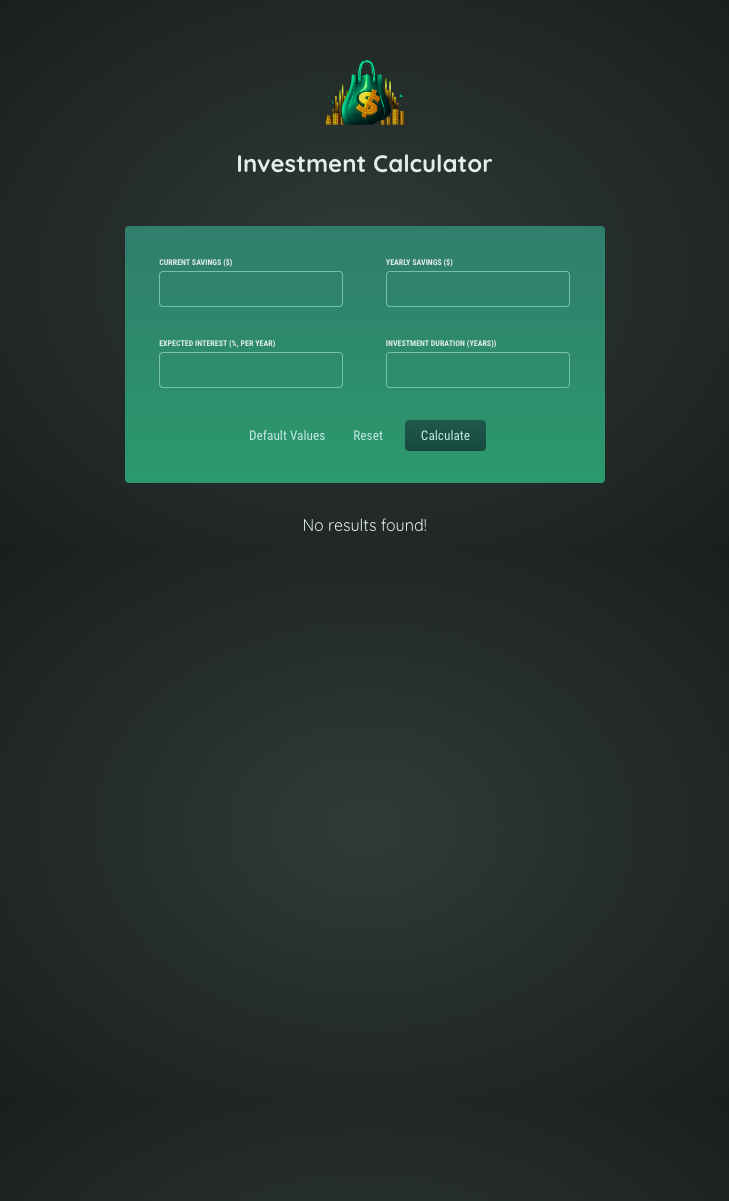 $
Investment Calculator
CURRENT SAVINGS ($)
YEARLY SAVINGS ($)
EXPECTED INTEREST (%, PER YEAR)
INVESTMENT DURATION (YEARS))
Default Values
Reset
Calculate
No results found!